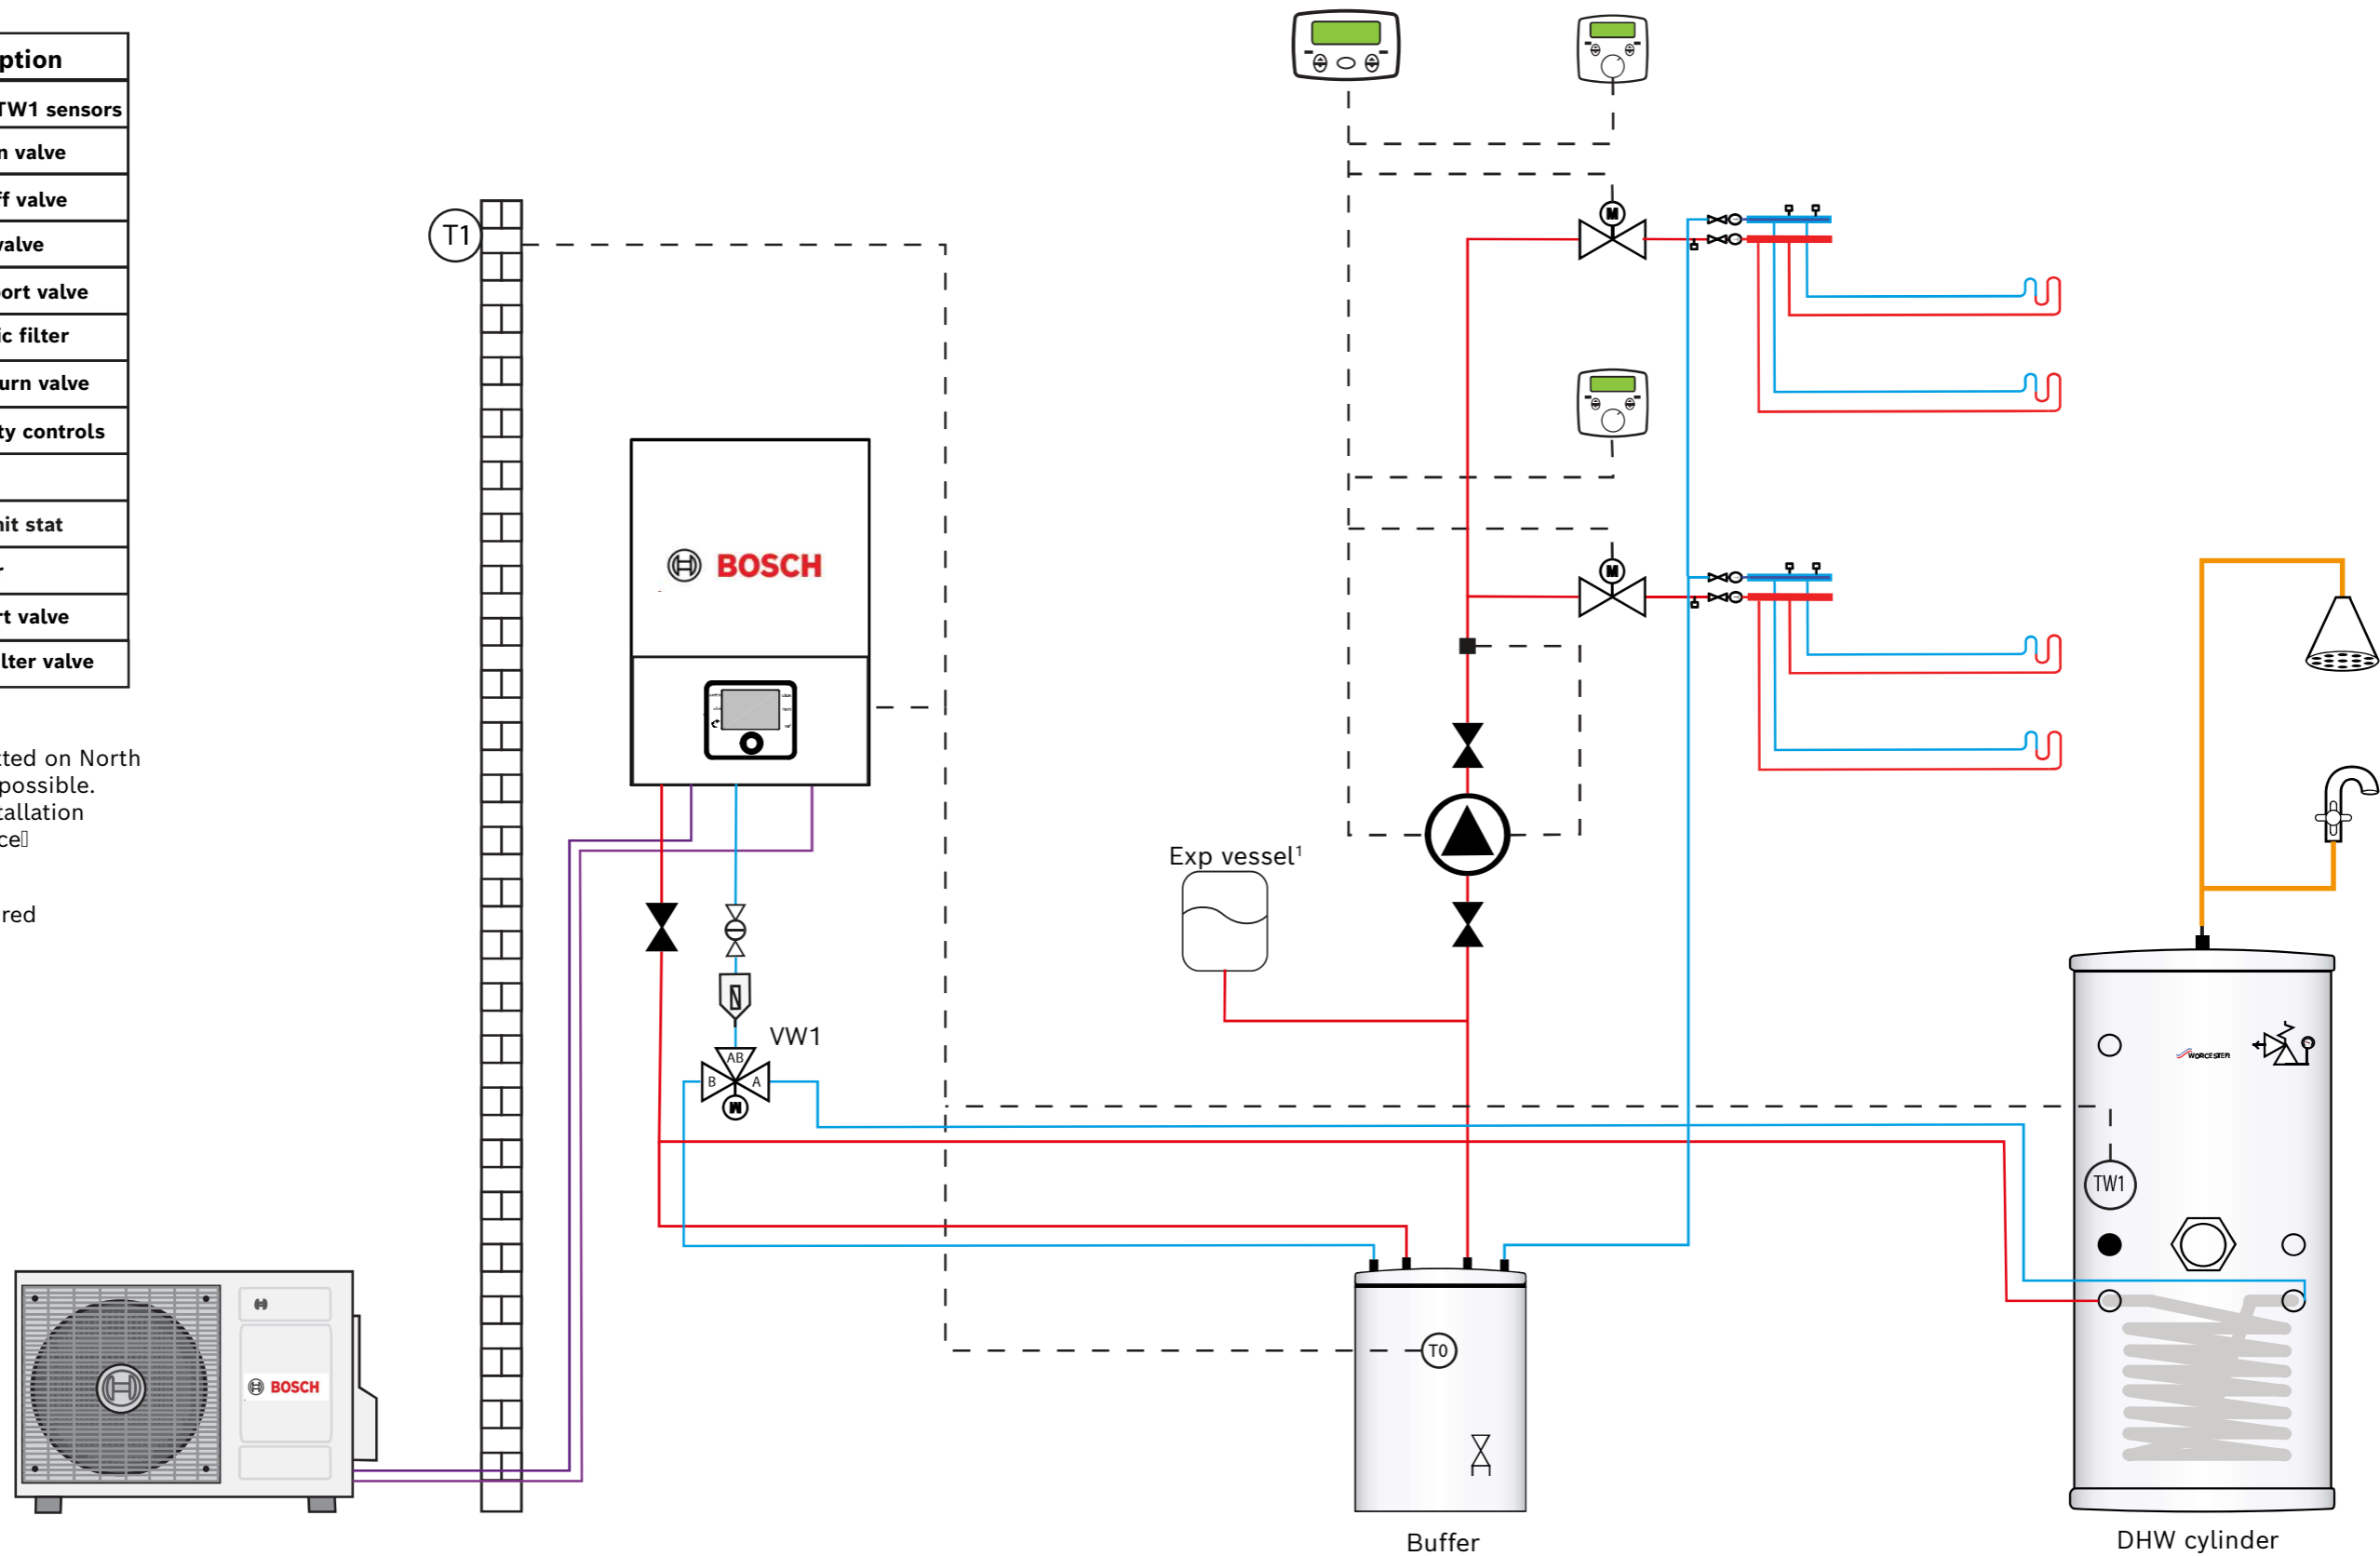 ption
TW1 sensors
n valve
ff valve
valve
ort valve
ic filter
urn valve
ty controls
nit stat
r
rt valve
lter valve
tted on North
possible.
tallation
ce
red
T1
BOSCH
VW1
AB
B
A
M
M
M
Exp vessel¹
WORCESTER
TW1
T0
BOSCH
Buffer
DHW cylinder